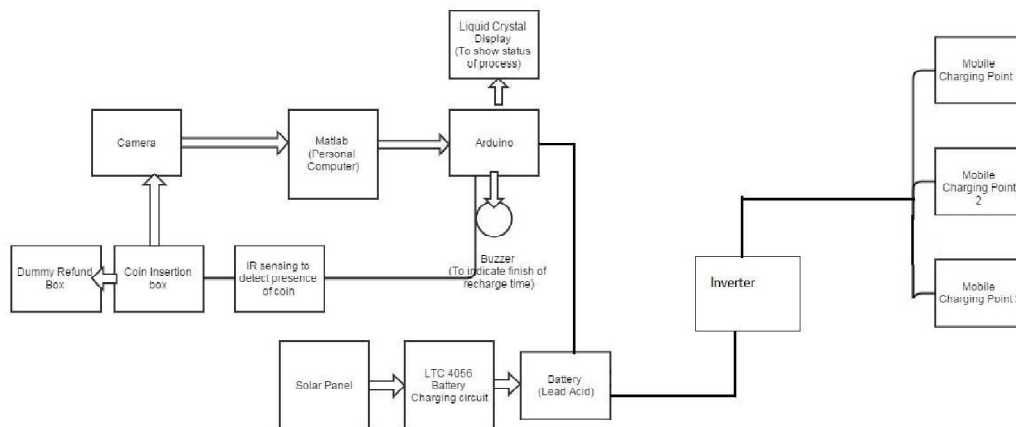 Liquid Crystal
Display
(To show status
of process)
Mobile
Charging Point
Camera
Matlab
(Personal
Computer)
Arduino
Mobile
Charging Point
2
Dummy Refund
Box
Coin Insertion
box
IR sensing to
detect presence
of coin
Buzzer
(To indicate finish of
recharge time)
Inverter
Mobile
Charging Point
Solar Panel
LTC 4056
Battery
Charging circuit
Battery
(Lead Acid)